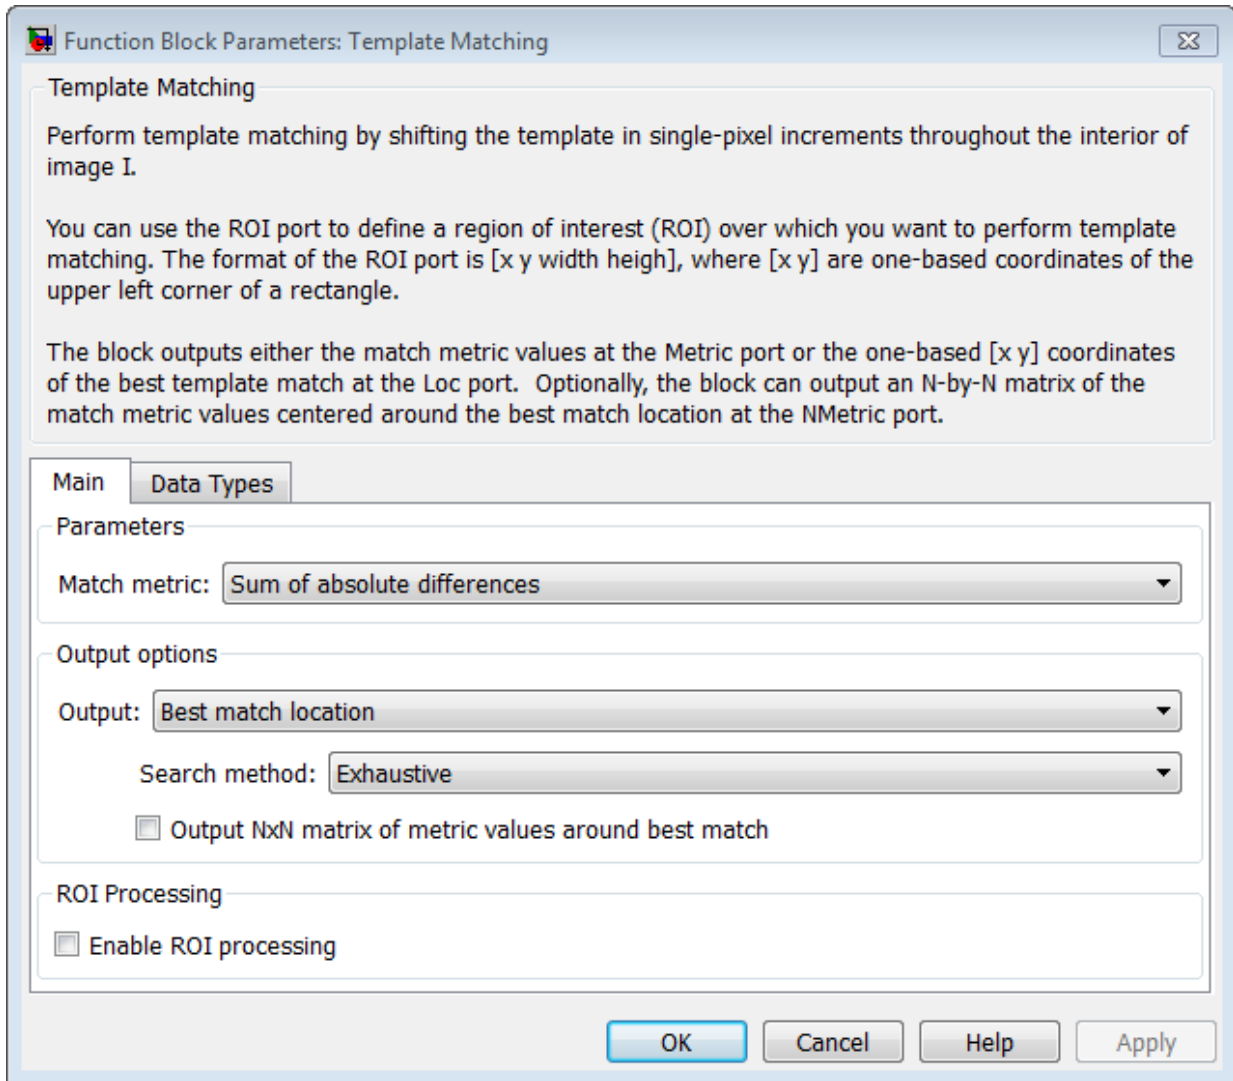 Function Block Parameters: Template Matching
Template Matching
Perform template matching by shifting the template in single-pixel increments throughout the interior of
image I.
You can use the ROI port to define a region of interest (ROI) over which you want to perform template
matching. The format of the ROI port is [x y width heigh], where [x y] are one-based coordinates of the
upper left corner of a rectangle.
The block outputs either the match metric values at the Metric port or the one-based [x y] coordinates
of the best template match at the Loc port.  Optionally, the block can output an N-by-N matrix of the
match metric values centered around the best match location at the NMetric port.
Main Data Types
Parameters
Match metric: Sum of absolute differences
Output options
Output: Best match location
Search method: Exhaustive
Output NxN matrix of metric values around best match
ROI Processing
Enable ROI processing
OK Cancel Help Apply